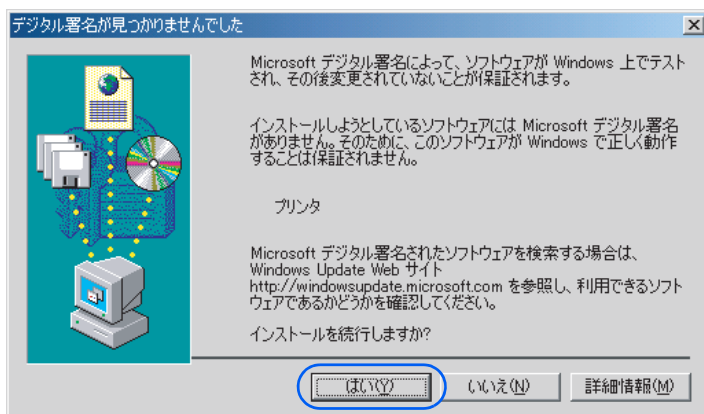 デジタル署名が見つかりませんでした
Microsoft デジタル署名によって、ソフトウェアが Windows 上でテスト
され、その後変更されていないことが保証されます。
インストールしようとしているソフトウェアには Microsoft デジタル署名
がありません。そのために、このソフトウェアが Windows で正しく動作
することは保証されません。
プリンタ
Microsoft デジタル署名されたソフトウェアを検索する場合は、
Windows Update Web サイト
http://windowsupdate.microsoft.com を参照し、利用できるソフト
ウェアであるかどうかを確認してください。
インストールを続行しますか?
はい(Y) いいえ(N) 詳細情報(M)